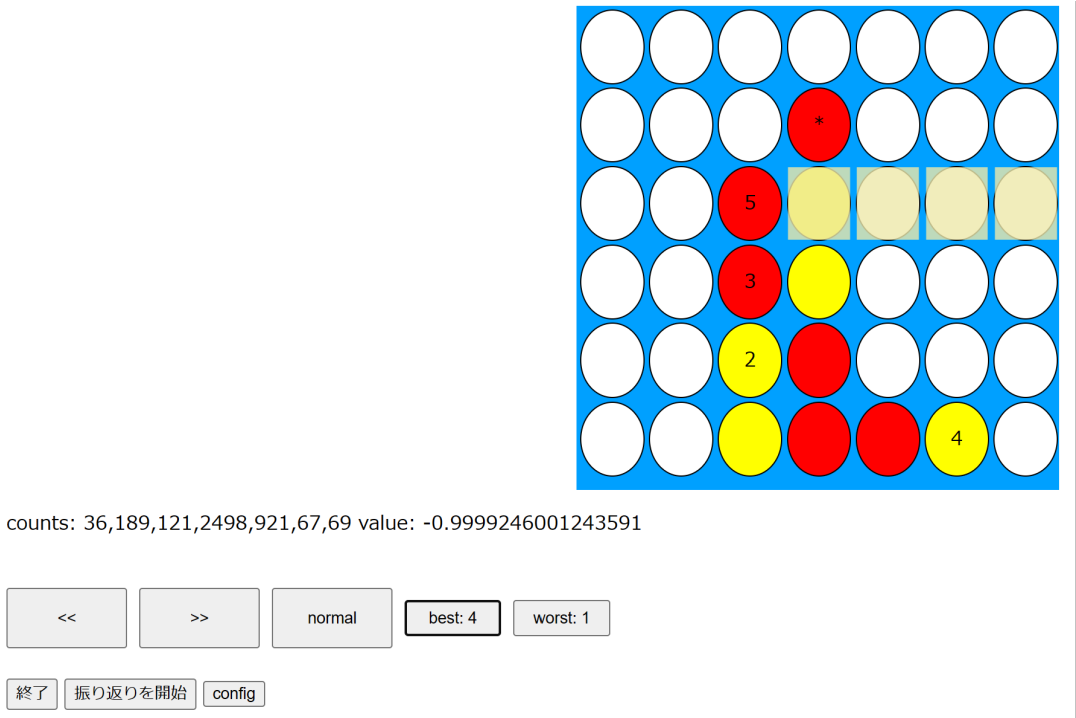 *
5
3
2
4
counts: 36,189,121,2498,921,67,69 value: -0.9999246001243591
<< >> normal best: 4 worst: 1
終了 振り返りを開始 config